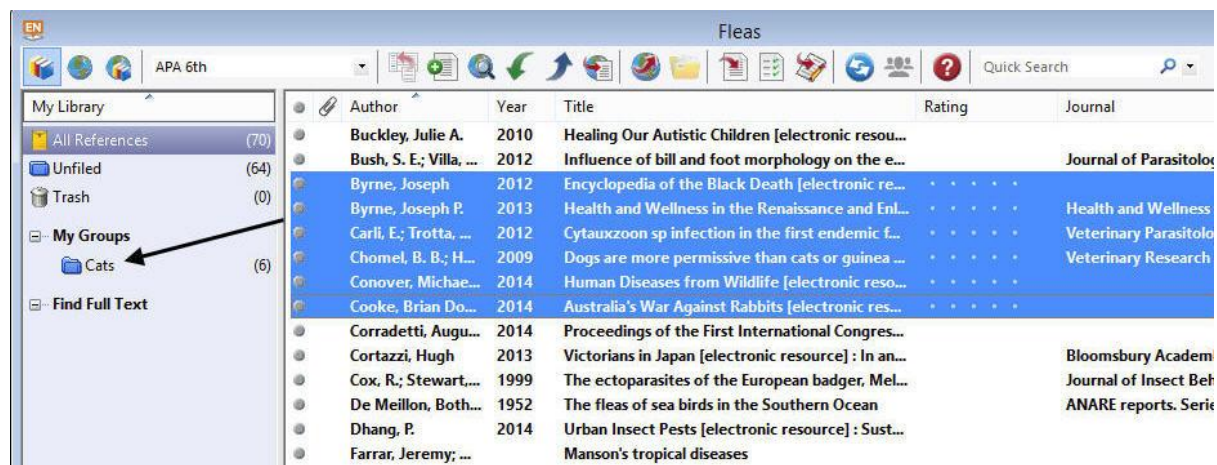 EN Fleas
APA 6th Quick Search
My Library Author Year Title Rating Journal
All References (70) Buckley, Julie A. 2010 Healing Our Autistic Children [electronic resou...
Unfiled (64) Bush, S. E.; Villa, ... 2012 Influence of bill and foot morphology on the e... Journal of Parasitolog
Trash (0) Byrne, Joseph 2012 Encyclopedia of the Black Death [electronic re...
Byrne, Joseph P. 2013 Health and Wellness in the Renaissance and Enl... Health and Wellness
My Groups Carli, E.; Trotta, ... 2012 Cytauxzoon sp infection in the first endemic f... Veterinary Parasitolo
Cats (6) Chomel, B. B.; H... 2009 Dogs are more permissive than cats or guinea ... Veterinary Research
Conover, Michae... 2014 Human Diseases from Wildlife [electronic reso...
Find Full Text Cooke, Brian Do... 2014 Australia's War Against Rabbits [electronic res...
Corradetti, Augu... 2014 Proceedings of the First International Congres...
Cortazzi, Hugh 2013 Victorians in Japan [electronic resource] : In an... Bloomsbury Academi
Cox, R.; Stewart,... 1999 The ectoparasites of the European badger, Mel... Journal of Insect Beh
De Meillon, Both... 1952 The fleas of sea birds in the Southern Ocean ANARE reports. Serie
Dhang, P. 2014 Urban Insect Pests [electronic resource] : Sust...
Farrar, Jeremy; ... Manson's tropical diseases